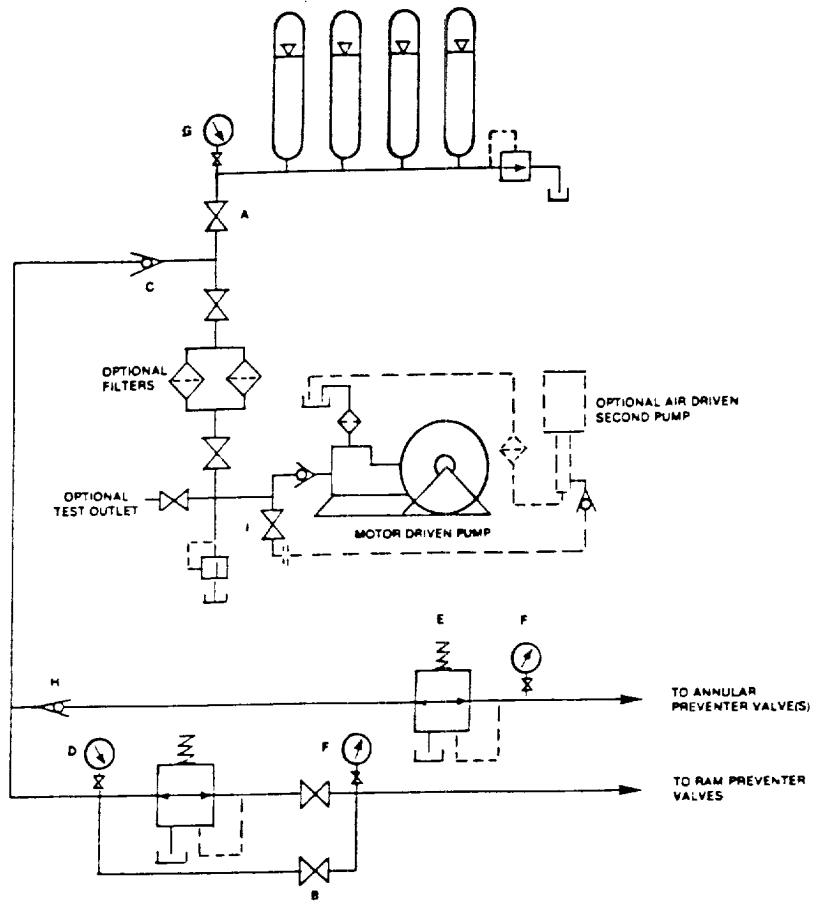 G
A
C
OPTIONAL
FILTERS
OPTIONAL AIR DRIVEN
SECOND PUMP
OPTIONAL
TEST OUTLET
I
MOTOR DRIVEN PUMP
E
F
H
TO ANNULAR
PREVENTER VALVE(S)
D
F
TO RAM PREVENTER
VALVES
B